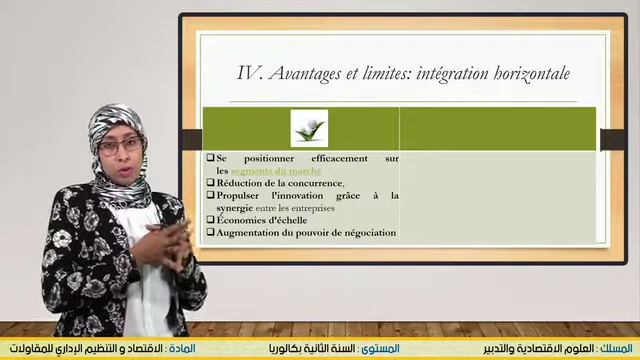 IV. Avantages et limites: intégration horizontale
❑ Se positionner efficacement sur
les segments du marché
❑ Réduction de la concurrence,
❑ Propulser l'innovation grâce à la
synergie entre les entreprises
❑ Économies d'échelle
❑ Augmentation du pouvoir de négociation
المسلك : العلوم الاقتصادية والتدبير
المستوى : السنة الثانية بكالوريا
المادة : الاقتصاد و التنظيم الإداري للمقاولات